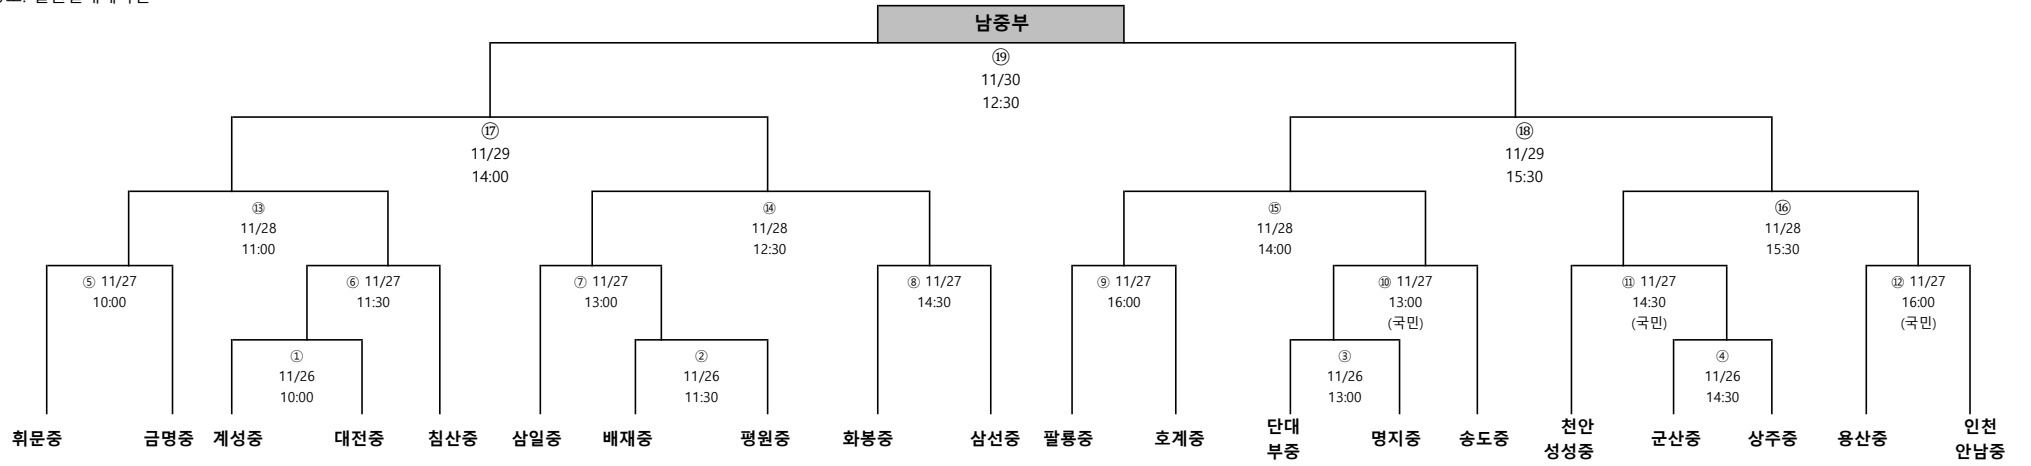 남중부
⑲
11/30
12:30
⑰
11/29
14:00
⑱
11/29
15:30
⑬
11/28
11:00
⑭
11/28
12:30
⑮
11/28
14:00
⑯
11/28
15:30
⑤ 11/27
10:00
⑥ 11/27
11:30
⑦ 11/27
13:00
⑧ 11/27
14:30
⑨ 11/27
16:00
⑩ 11/27
13:00
(국민)
⑪ 11/27
14:30
(국민)
⑫ 11/27
16:00
(국민)
①
11/26
10:00
②
11/26
11:30
③
11/26
13:00
④
11/26
14:30
휘문중
금명중
계성중
대전중
침산중
삼일중
배재중
평원중
화봉중
삼선중
팔룡중
호계중
단대
부중
명지중
송도중
천안
성성중
군산중
상주중
용산중
인천
안남중